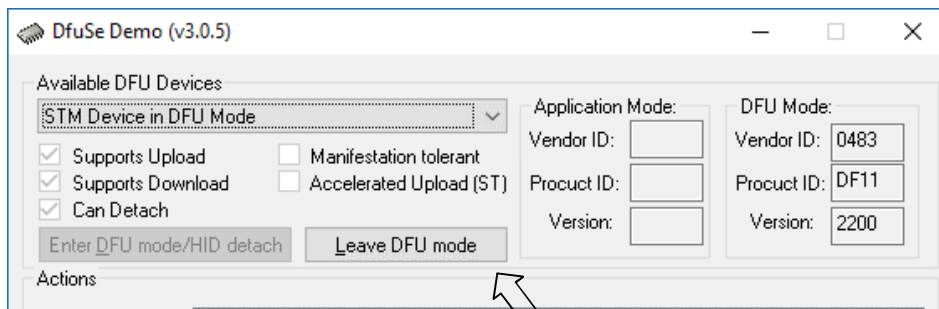 DfuSe Demo (v3.0.5)
Available DFU Devices
STM Device in DFU Mode
Supports Upload
Manifestation tolerant
Supports Download
Accelerated Upload (ST)
Can Detach
Enter DFU mode/HID detach
Leave DFU mode
Application Mode:
Vendor ID:
Procuct ID:
Version:
DFU Mode:
Vendor ID: 0483
Procuct ID: DF11
Version: 2200
Actions